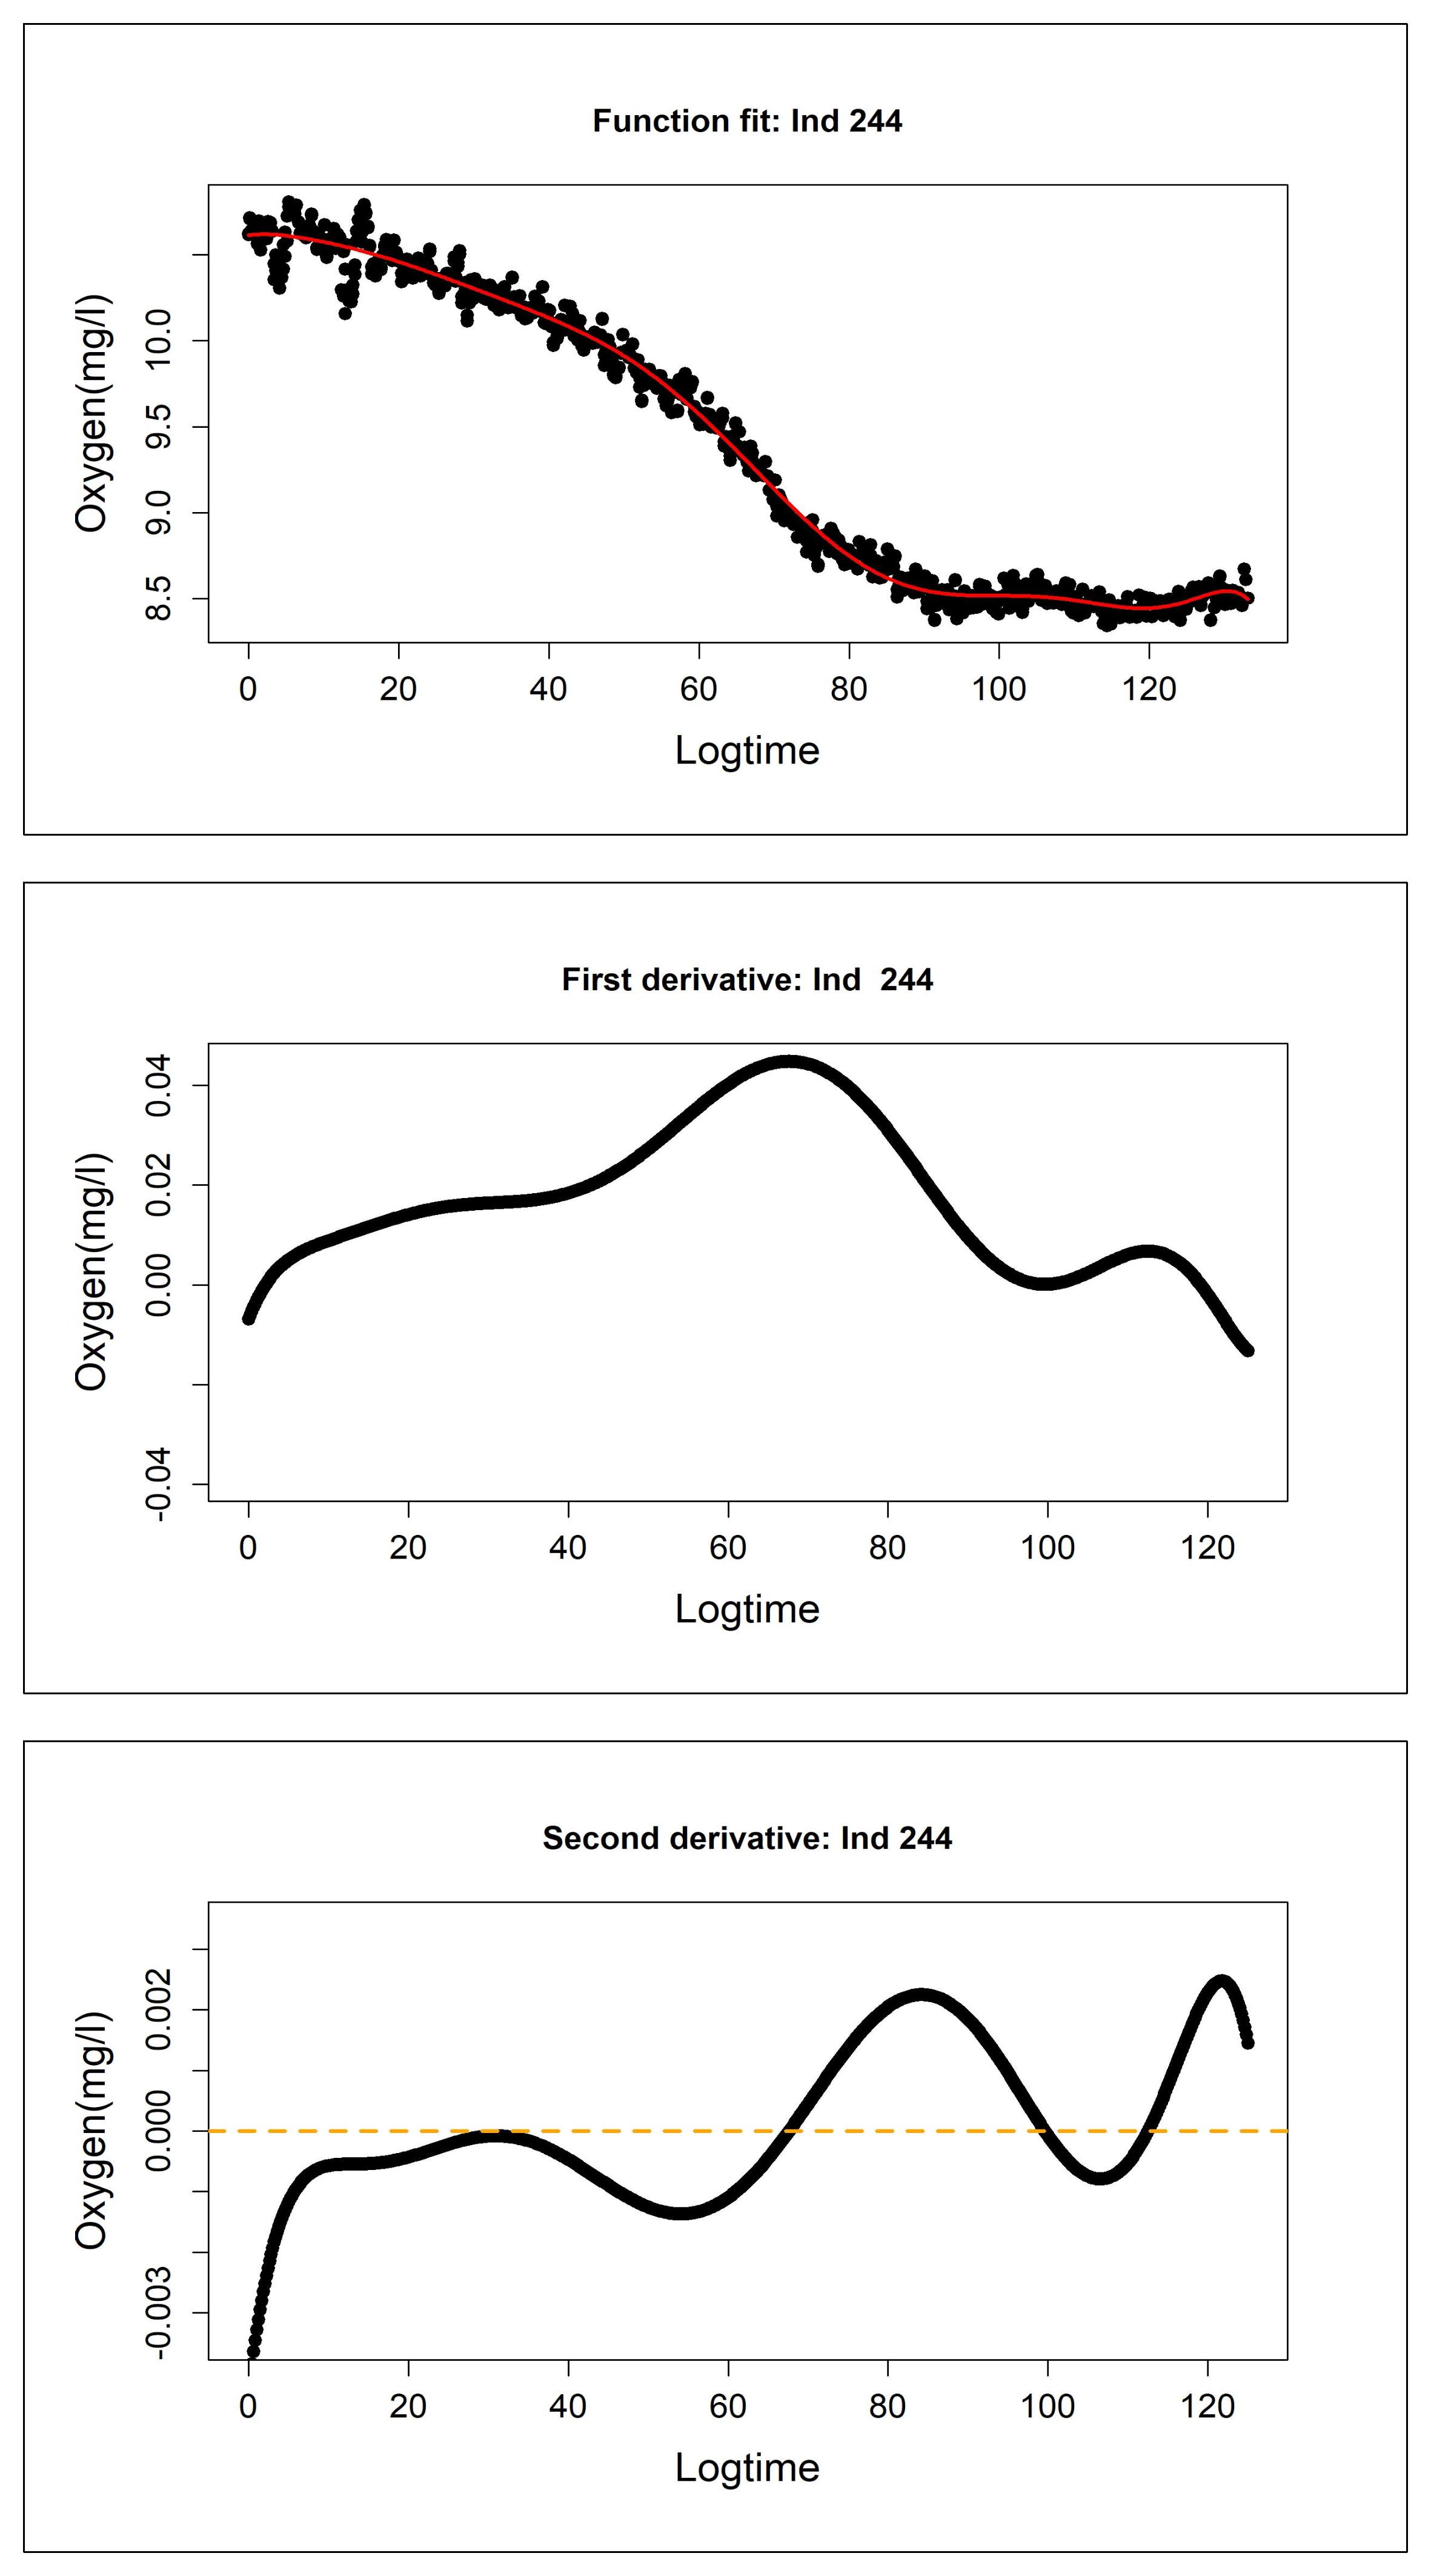 Function fit: Ind 244
Oxygen(mg/l)
10.0
9.5
9.0
8.5
0 20 40 60 80 100 120
Logtime
First derivative: Ind  244
Oxygen(mg/l)
0.04
0.02
0.00
-0.04
0 20 40 60 80 100 120
Logtime
Second derivative: Ind 244
Oxygen(mg/l)
0.002
0.000
-0.003
0 20 40 60 80 100 120
Logtime